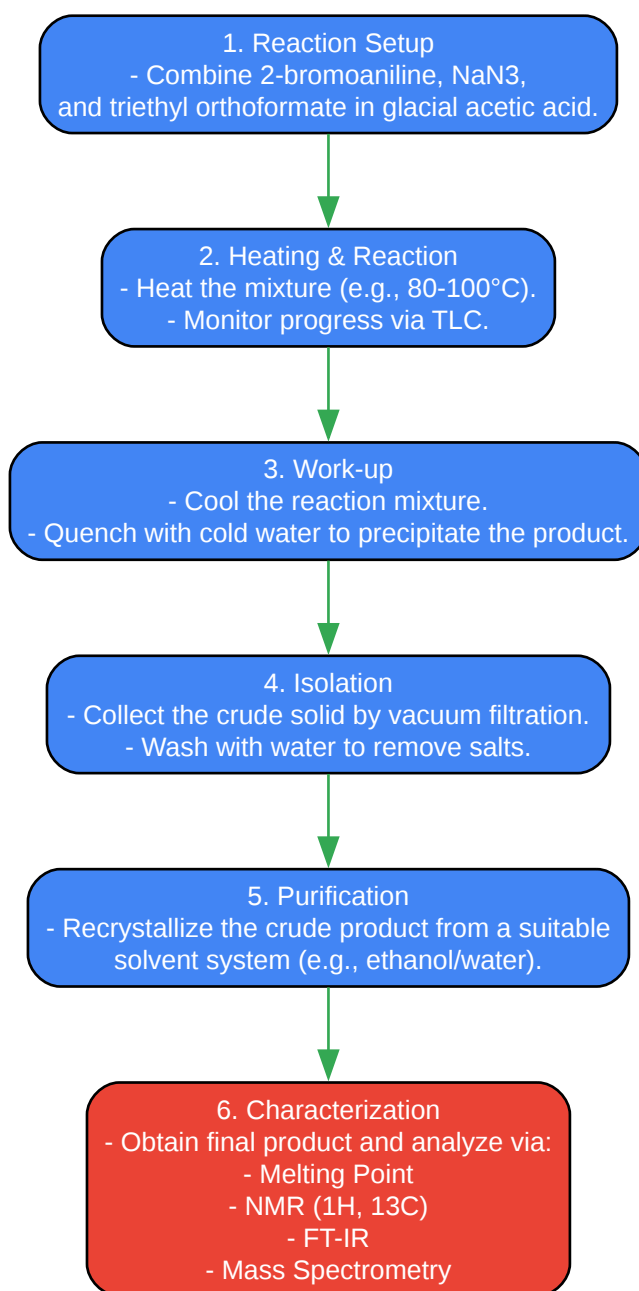 1. Reaction Setup
- Combine 2-bromoaniline, NaN3,
and triethyl orthoformate in glacial acetic acid.
2. Heating & Reaction
- Heat the mixture (e.g., 80-100°C).
- Monitor progress via TLC.
3. Work-up
- Cool the reaction mixture.
- Quench with cold water to precipitate the product.
4. Isolation
- Collect the crude solid by vacuum filtration.
- Wash with water to remove salts.
5. Purification
- Recrystallize the crude product from a suitable
solvent system (e.g., ethanol/water).
6. Characterization
- Obtain final product and analyze via:
- Melting Point
- NMR (1H, 13C)
- FT-IR
- Mass Spectrometry